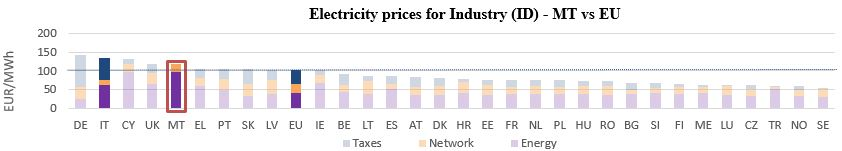 Electricity prices for Industry (ID) - MT vs EU
EUR/MWh
200
150
100
50
0
DE IT CY UK MT EL PT SK LV EU IE BE LT ES AT DK HR EE FR NL PL HU RO BG SI FI ME LU CZ TR NO SE
Taxes Network Energy